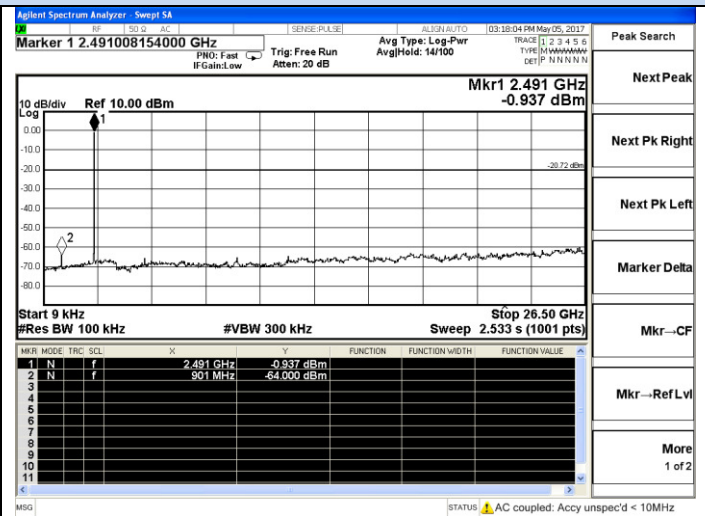 Agilent Spectrum Analyzer - Swept SA
RF 50 Ω AC SENSE:PULSE ALIGN AUTO 03:18:04 PM May 05, 2017
Marker 1 2.491008154000 GHz
PNO: Fast
IFGain:Low
Trig: Free Run
Atten: 20 dB
Avg Type: Log-Pwr
Avg|Hold: 14/100
TRACE 1 2 3 4 5 6
TYPE M WWWWW
DET P N N N N N
Mkr1 2.491 GHz
-0.937 dBm
10 dB/div Ref 10.00 dBm
Log
1
0.00
-10.0
-20.0
-20.72 dBm
-30.0
-40.0
-50.0
-60.0
2
-70.0
-80.0
Start 9 kHz Stop 26.50 GHz
#Res BW 100 kHz #VBW 300 kHz Sweep 2.533 s (1001 pts)
MKR MODE TRC SCL X Y FUNCTION FUNCTION WIDTH FUNCTION VALUE
1 N f 2.491 GHz -0.937 dBm
2 N f 901 MHz -64.000 dBm
3
4
5
6
7
8
9
10
11
MSG STATUS AC coupled: Accy unspec'd < 10MHz
Peak Search
Next Peak
Next Pk Right
Next Pk Left
Marker Delta
Mkr→CF
Mkr→Ref Lvl
More
1 of 2